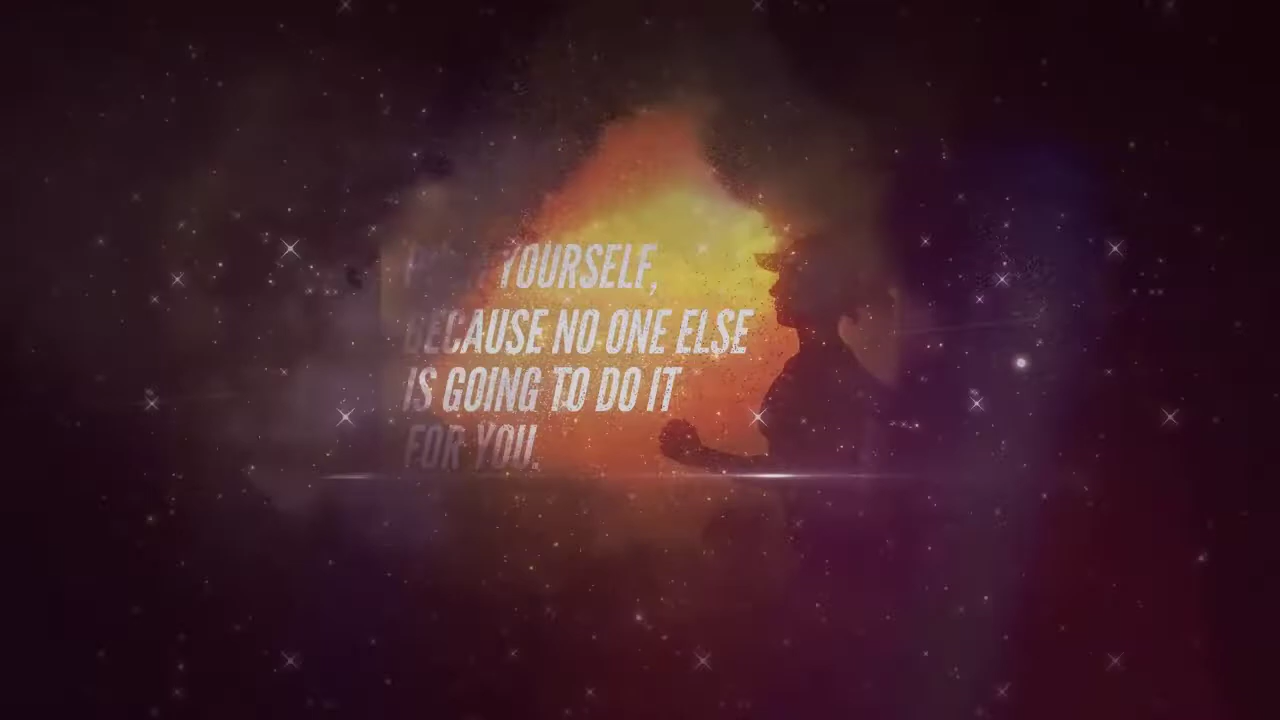 YOURSELF,
BECAUSE NO ONE ELSE
IS GOING TO DO IT
FOR YOU.